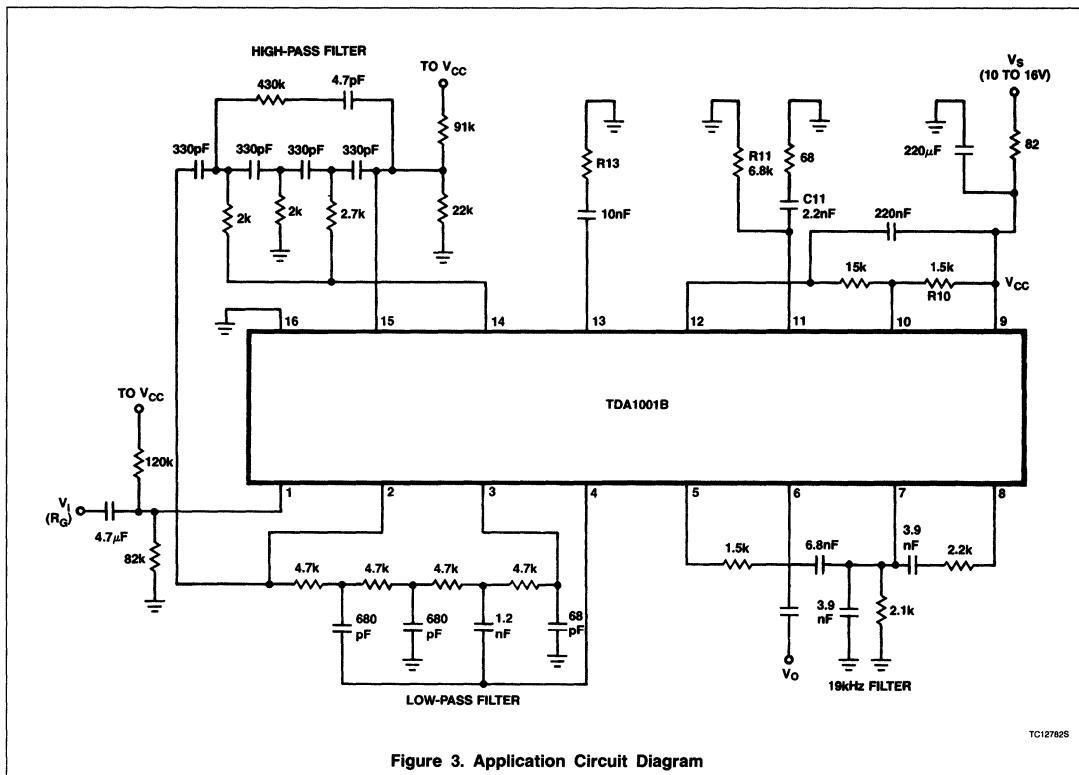 HIGH-PASS FILTER
430k
4.7pF
TO VCC
91k
330pF
330pF
330pF
330pF
2k
2k
2.7k
22k
R13
10nF
R11
6.8k
68
C11
2.2nF
220μF
VS
(10 TO 16V)
82
220nF
15k
1.5k
R10
VCC
16
15
14
13
12
11
10
9
TDA1001B
TO VCC
120k
VI
(RG)
4.7μF
82k
1
2
3
4
5
6
7
8
4.7k
4.7k
4.7k
4.7k
680
pF
680
pF
1.2
nF
68
pF
LOW-PASS FILTER
1.5k
6.8nF
3.9
nF
2.2k
3.9
nF
2.1k
VO
19kHz FILTER
TC12782S
Figure 3. Application Circuit Diagram